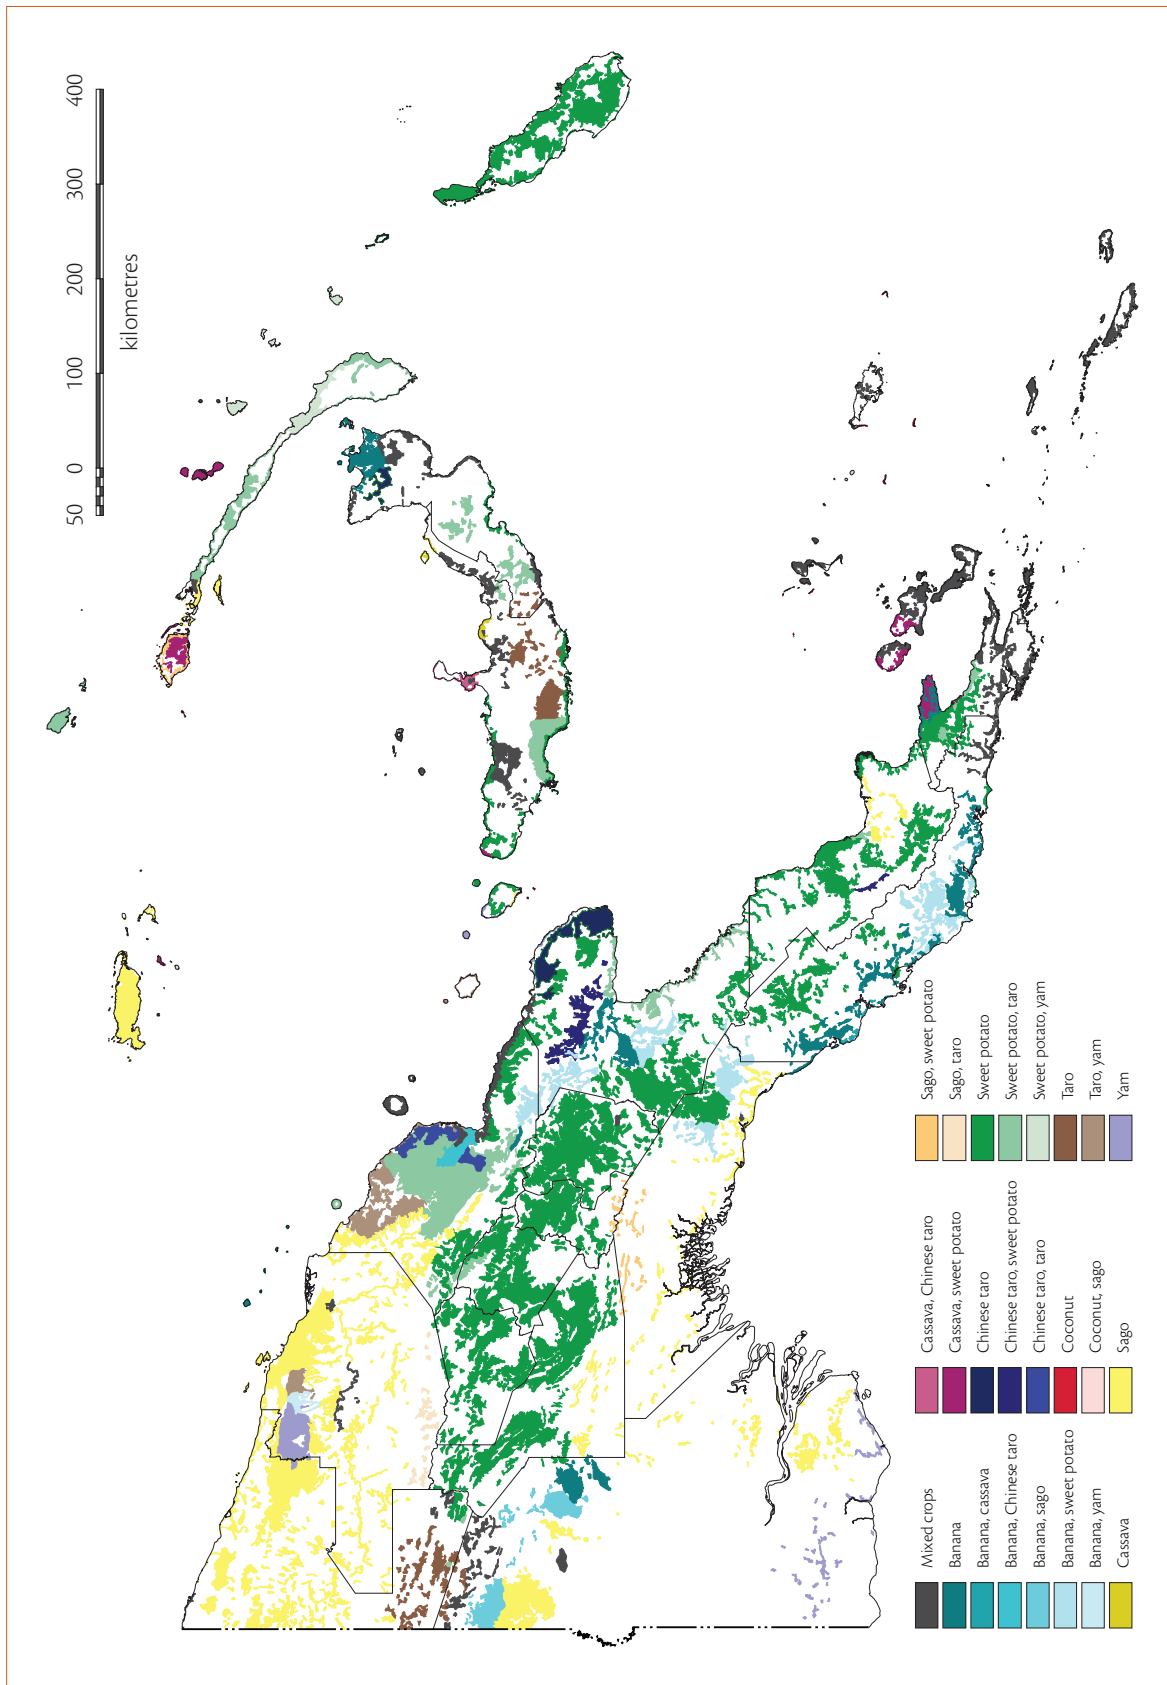 50 0 100 200 300 400
kilometres
Mixed crops
Banana
Banana, cassava
Banana, Chinese taro
Banana, sago
Banana, sweet potato
Banana, yam
Cassava
Cassava, Chinese taro
Cassava, sweet potato
Chinese taro
Chinese taro, sweet potato
Chinese taro, taro
Coconut
Coconut, sago
Sago
Sago, sweet potato
Sago, taro
Sweet potato
Sweet potato, taro
Sweet potato, yam
Taro
Taro, yam
Yam